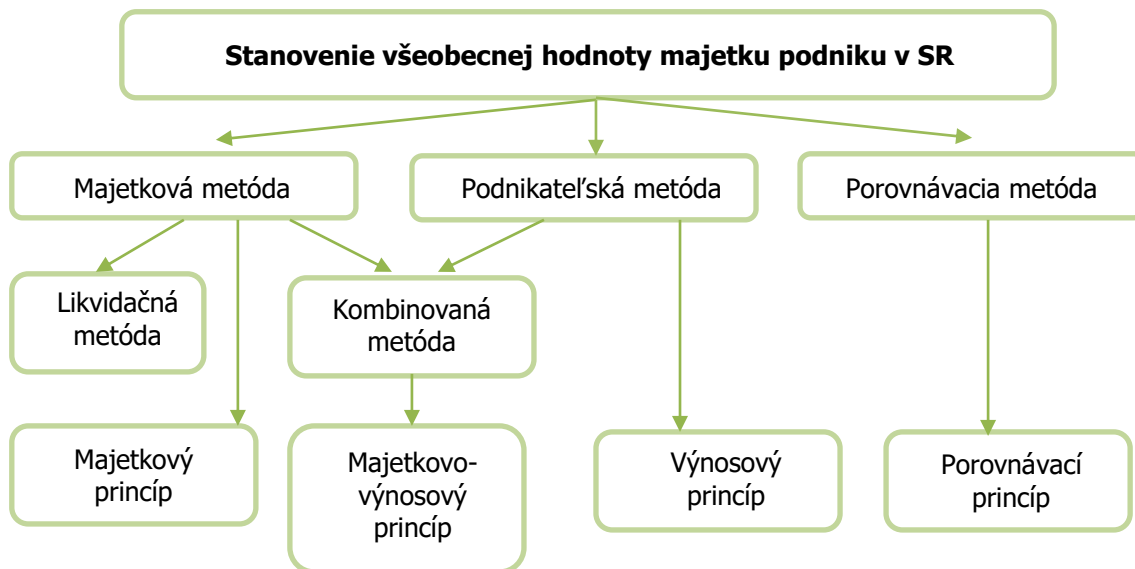 Stanovenie všeobecnej hodnoty majetku podniku v SR
Majetková metóda
Podnikateľská metóda
Porovnávacia metóda
Likvidačná
metóda
Kombinovaná
metóda
Majetkový
princíp
Majetkovo-
výnosový
princíp
Výnosový
princíp
Porovnávací
princíp